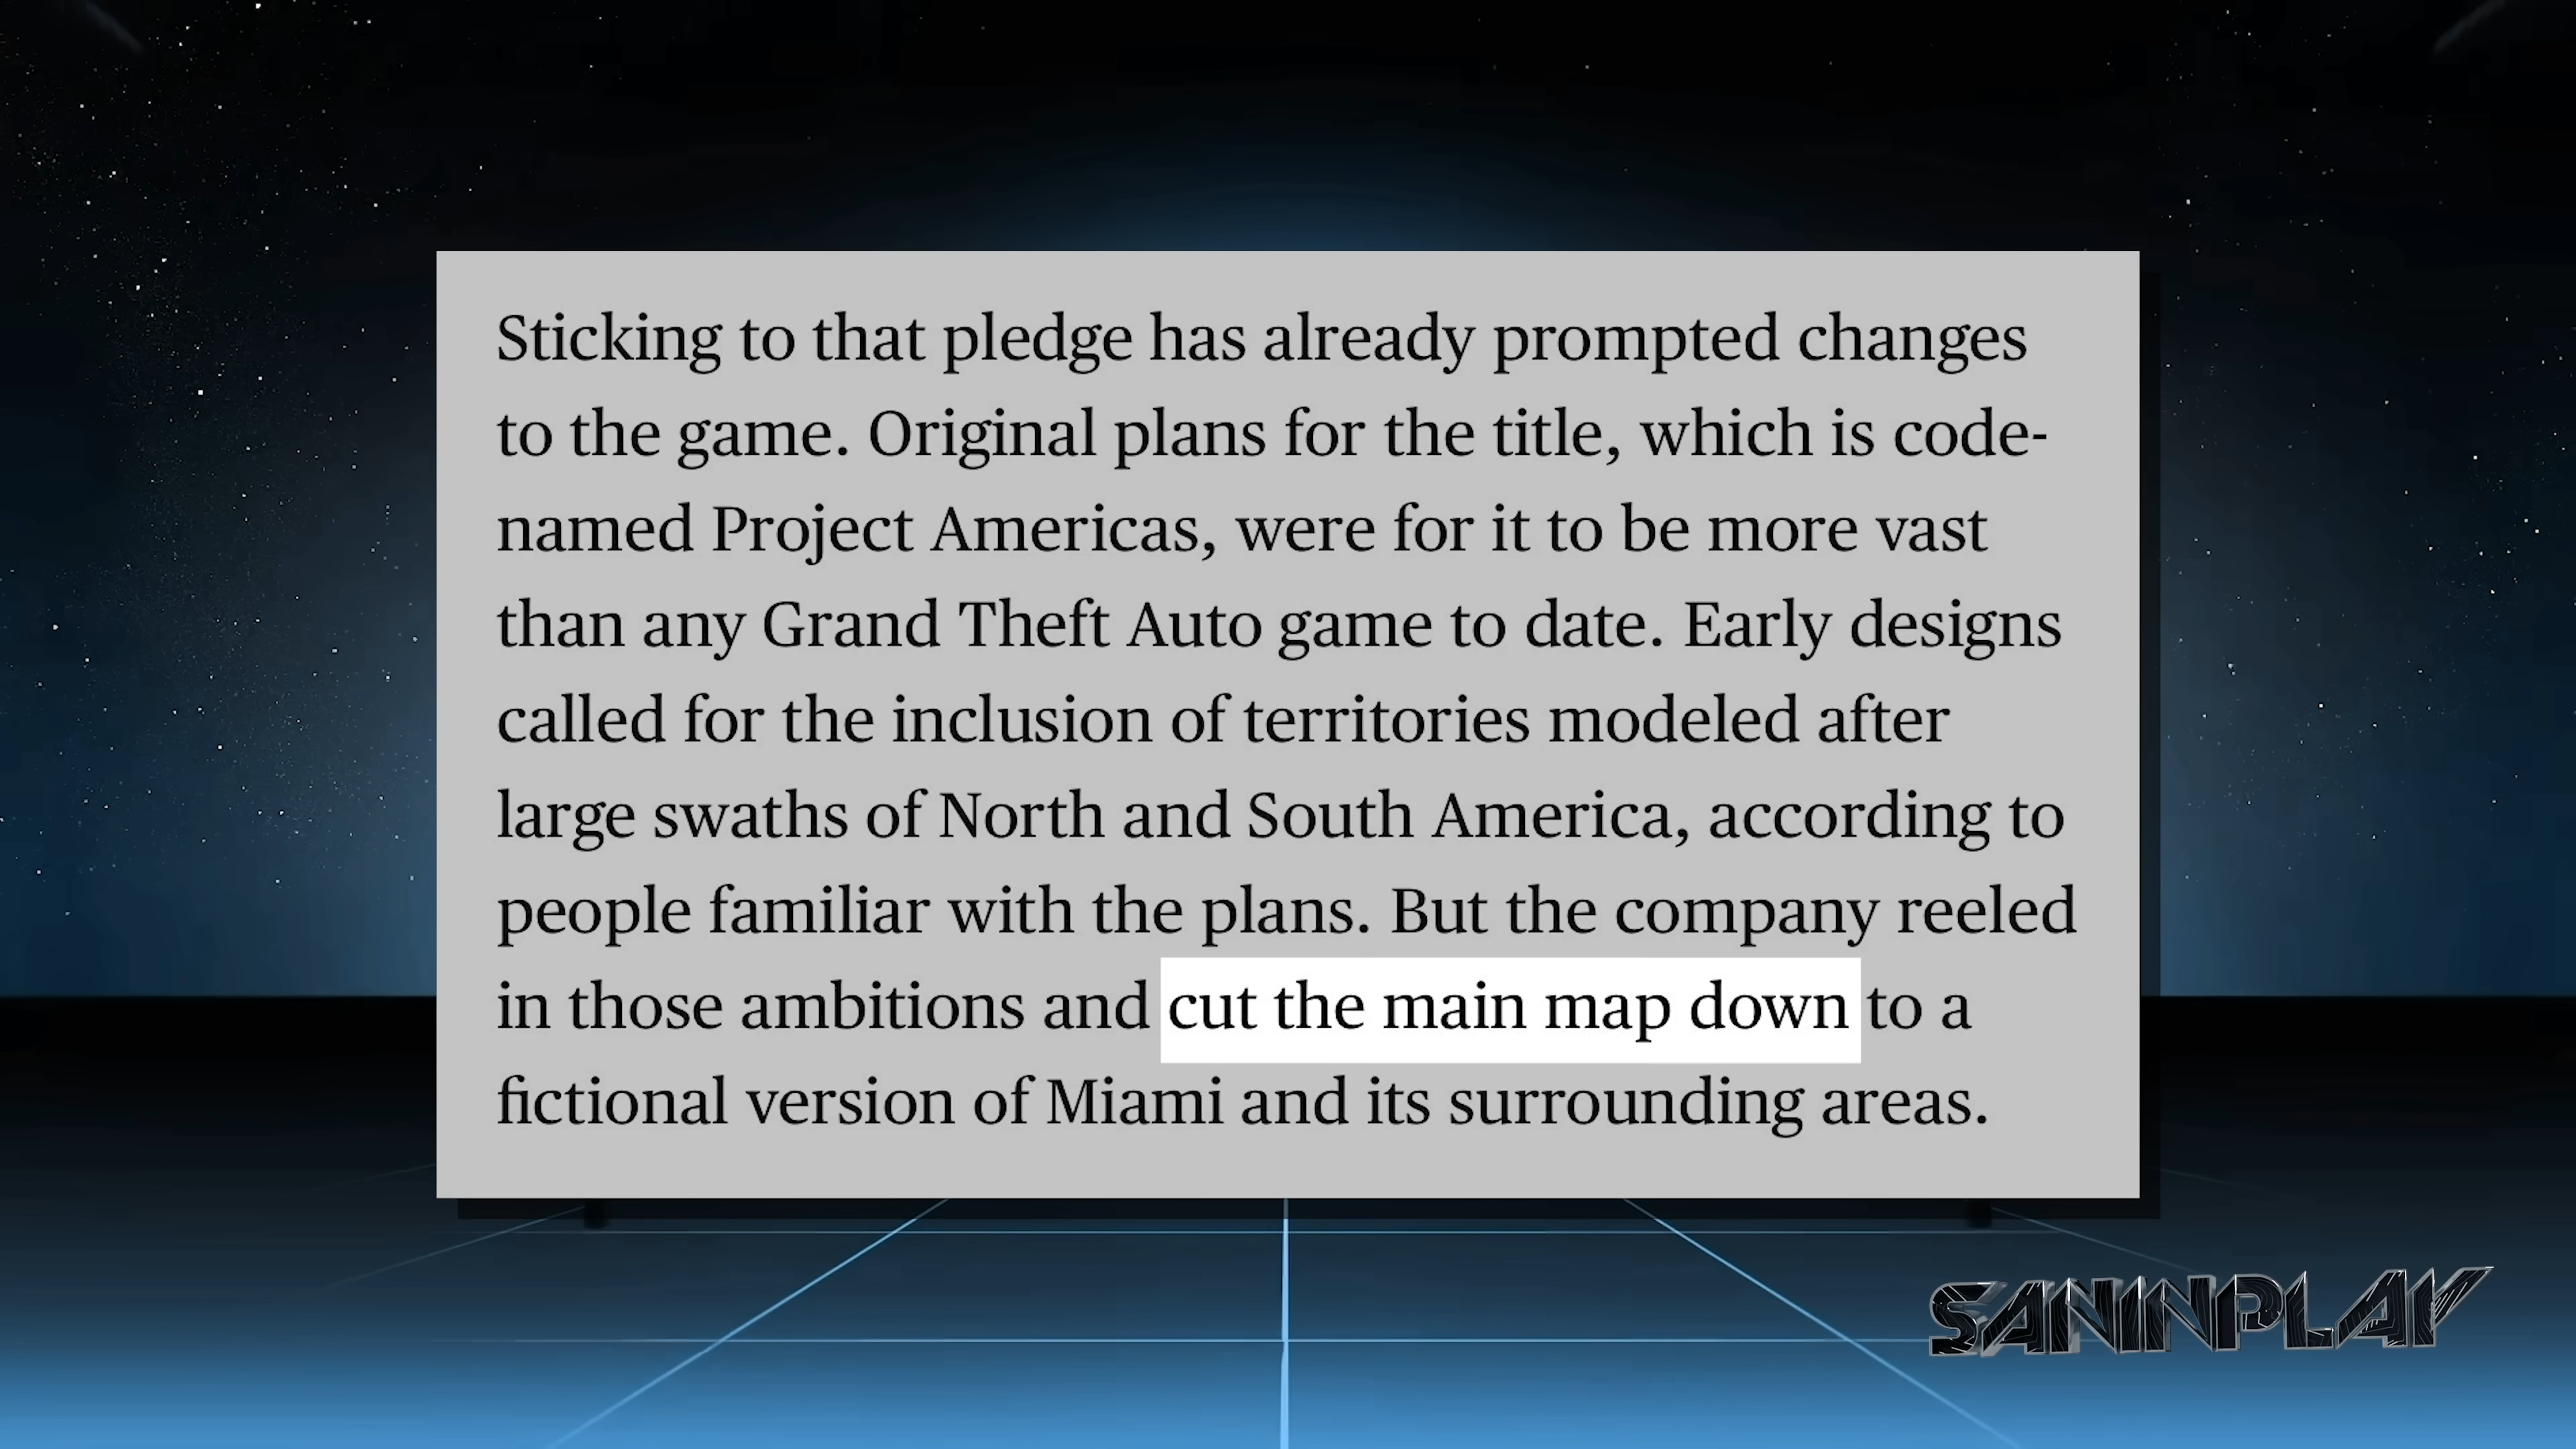 Sticking to that pledge has already prompted changes
to the game. Original plans for the title, which is code-
named Project Americas, were for it to be more vast
than any Grand Theft Auto game to date. Early designs
called for the inclusion of territories modeled after
large swaths of North and South America, according to
people familiar with the plans. But the company reeled
in those ambitions and cut the main map down to a
fictional version of Miami and its surrounding areas.
SANINPLAY